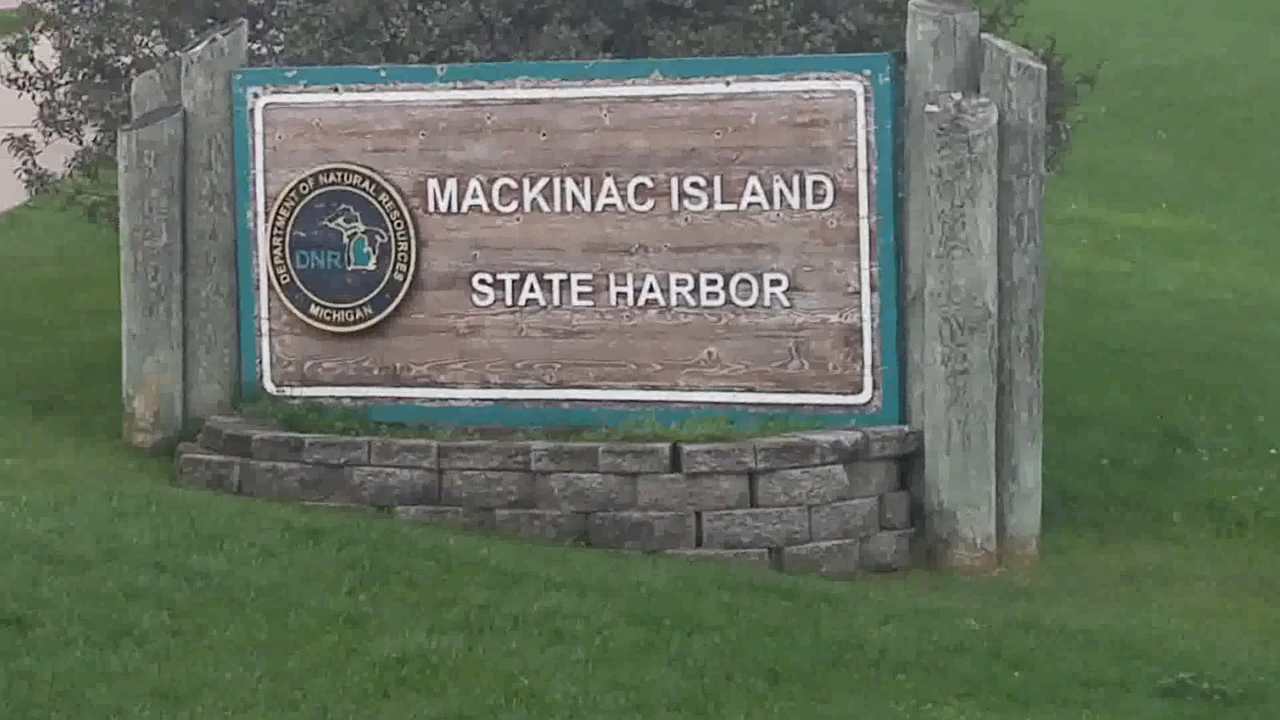 MACKINAC ISLAND
STATE HARBOR
DEPARTMENT OF NATURAL RESOURCES
DNR
MICHIGAN